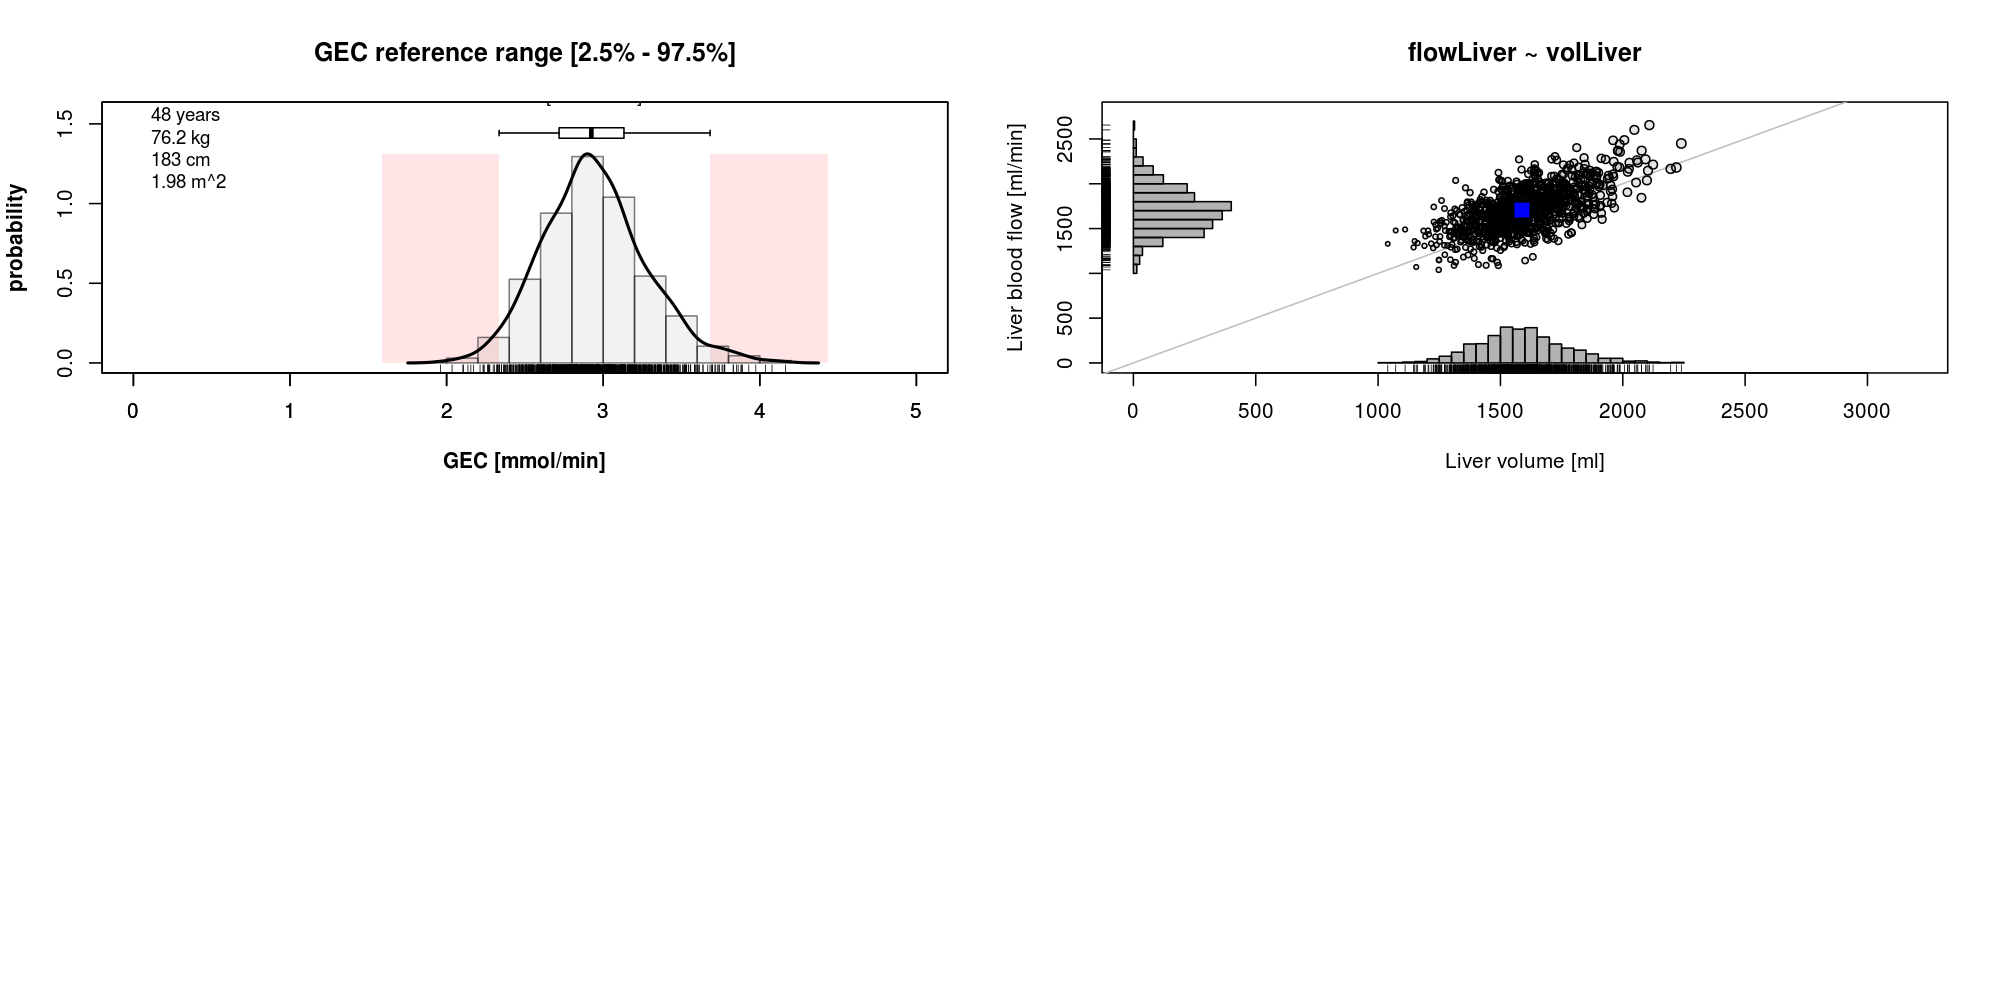 GEC reference range [2.5% - 97.5%]
48 years
76.2 kg
183 cm
1.98 m^2
probability
0.0 0.5 1.0 1.5
0 1 2 3 4 5
GEC [mmol/min]
flowLiver ~ volLiver
Liver blood flow [ml/min]
0 500 1500 2500
0 500 1000 1500 2000 2500 3000
Liver volume [ml]